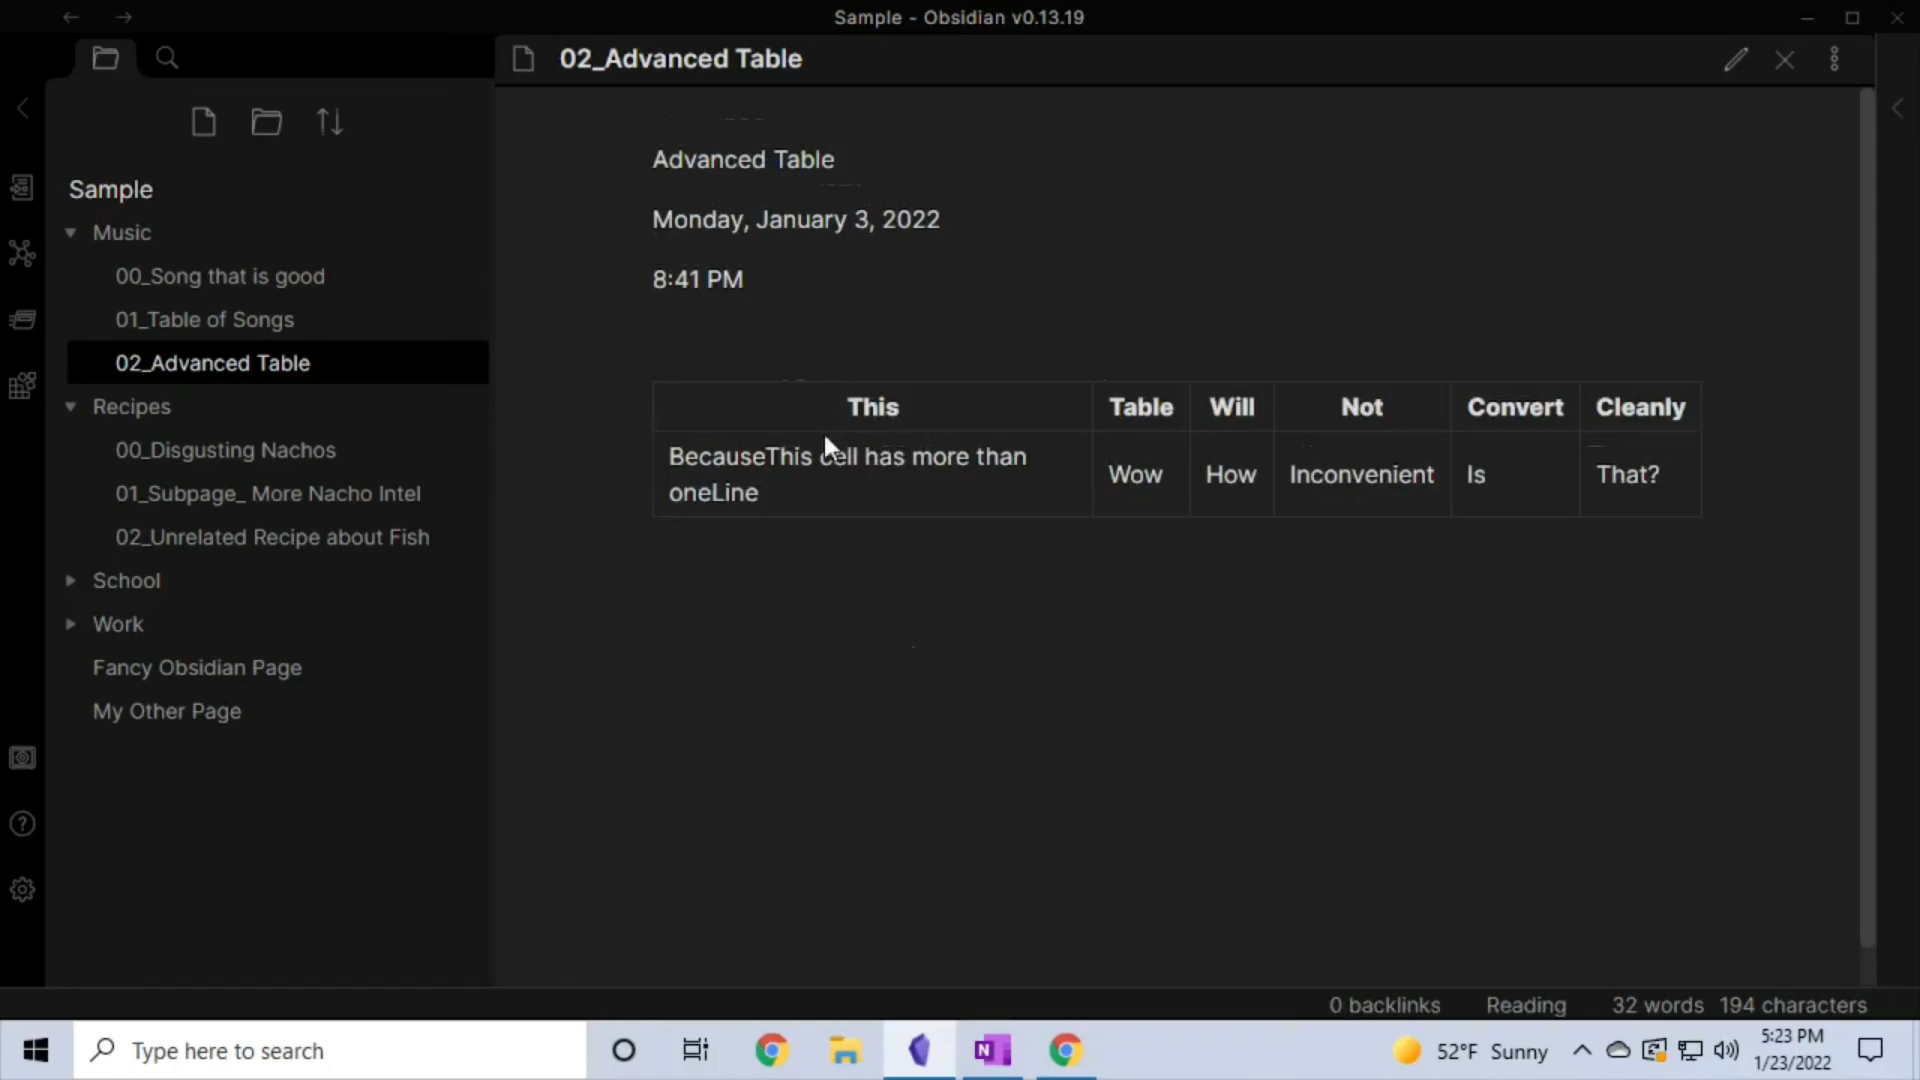 Sample - Obsidian v0.13.19
02_Advanced Table
Sample
Music
00_Song that is good
01_Table of Songs
02_Advanced Table
Recipes
00_Disgusting Nachos
01_Subpage_ More Nacho Intel
02_Unrelated Recipe about Fish
School
Work
Fancy Obsidian Page
My Other Page
Advanced Table
Monday, January 3, 2022
8:41 PM
This Table Will Not Convert Cleanly
BecauseThis cell has more than
oneLine
Wow How Inconvenient Is That?
0 backlinks Reading 32 words 194 characters
Type here to search
N
52°F Sunny
5:23 PM
1/23/2022